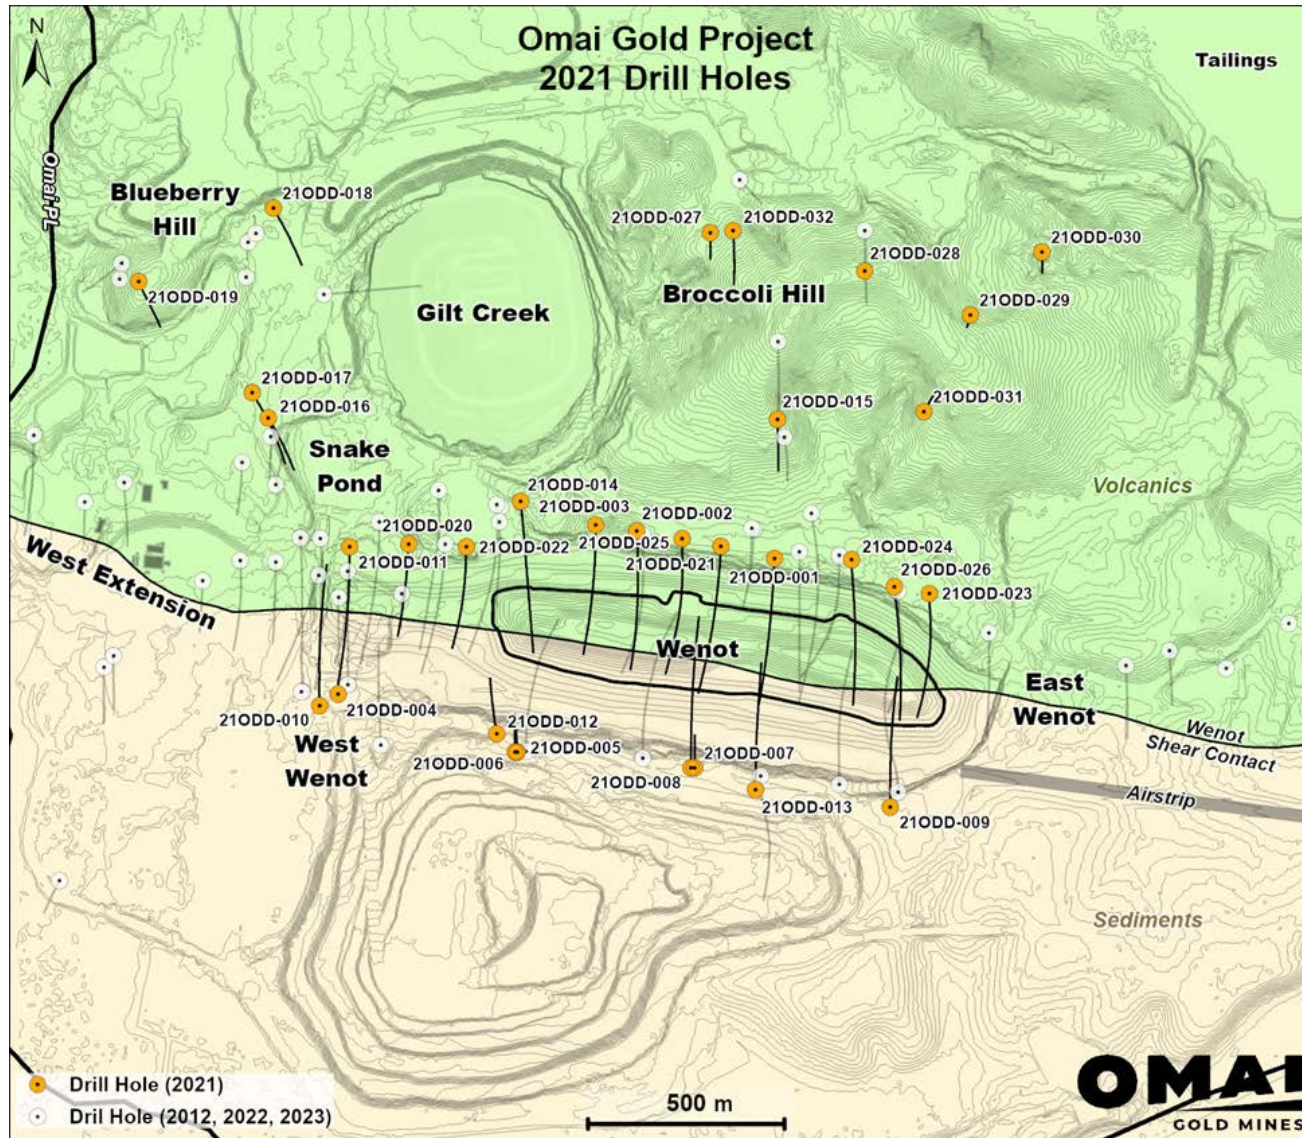 N
Omai Gold Project
2021 Drill Holes
Tailings
Omai-PL
Blueberry
Hill
21ODD-018
21ODD-019
21ODD-027
21ODD-032
21ODD-028
21ODD-030
Broccoli Hill
21ODD-029
Gilt Creek
21ODD-017
21ODD-016
21ODD-015
21ODD-031
Snake
Pond
Volcanics
21ODD-014
21ODD-003
21ODD-002
21ODD-020
21ODD-022
21ODD-025
21ODD-024
21ODD-011
21ODD-021
21ODD-001
21ODD-026
21ODD-023
West Extension
Wenot
East
Wenot
Wenot
Shear Contact
21ODD-010
21ODD-004
West
Wenot
21ODD-012
21ODD-005
21ODD-006
21ODD-007
21ODD-008
21ODD-013
21ODD-009
Airstrip
Sediments
Drill Hole (2021)
Dril Hole (2012, 2022, 2023)
500 m
OMAI
GOLD MINES